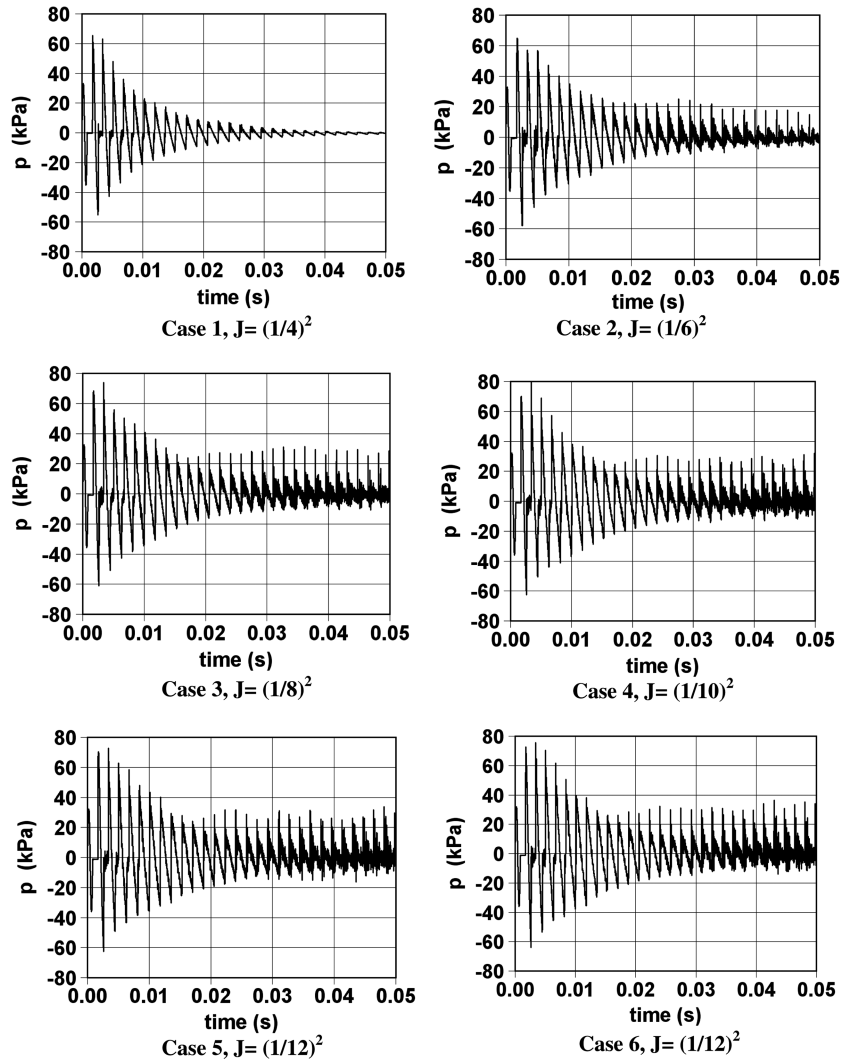 80
60
40
20
0
-20
-40
-60
-80
p (kPa)
0.00 0.01 0.02 0.03 0.04 0.05
time (s)
Case 1, J= (1/4)²
80
60
40
20
0
-20
-40
-60
-80
p (kPa)
0.00 0.01 0.02 0.03 0.04 0.05
time (s)
Case 2, J= (1/6)²
80
60
40
20
0
-20
-40
-60
-80
p (kPa)
0.00 0.01 0.02 0.03 0.04 0.05
time (s)
Case 3, J= (1/8)²
80
60
40
20
0
-20
-40
-60
-80
p (kPa)
0.00 0.01 0.02 0.03 0.04 0.05
time (s)
Case 4, J= (1/10)²
80
60
40
20
0
-20
-40
-60
-80
p (kPa)
0.00 0.01 0.02 0.03 0.04 0.05
time (s)
Case 5, J= (1/12)²
80
60
40
20
0
-20
-40
-60
-80
p (kPa)
0.00 0.01 0.02 0.03 0.04 0.05
time (s)
Case 6, J= (1/12)²